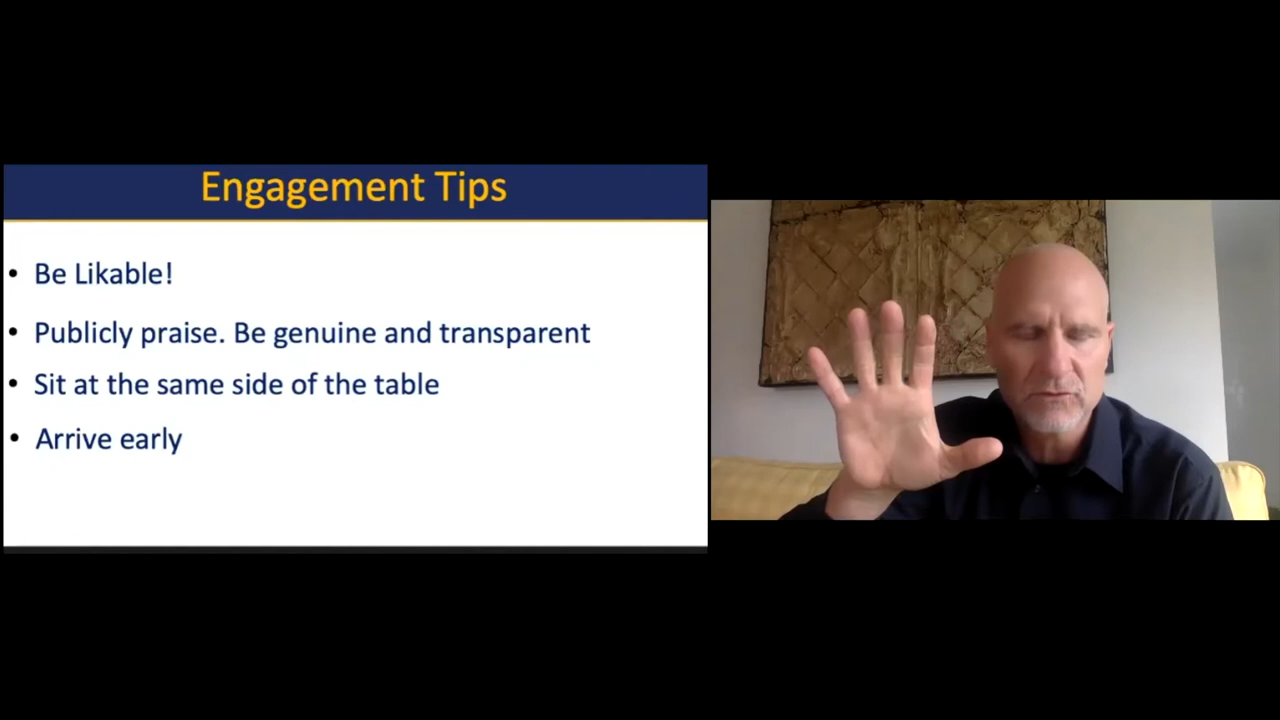 Engagement Tips
• Be Likable!
• Publicly praise. Be genuine and transparent
• Sit at the same side of the table
• Arrive early